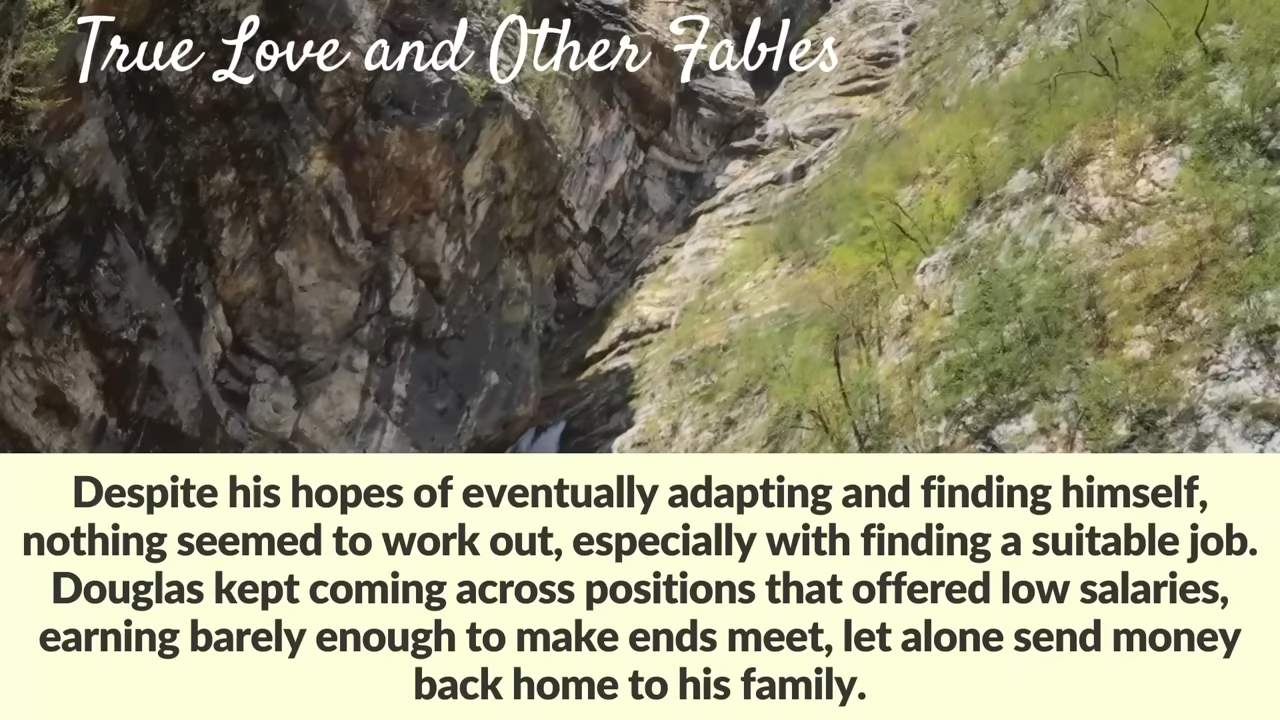 True Love and Other Fables
Despite his hopes of eventually adapting and finding himself,
nothing seemed to work out, especially with finding a suitable job.
Douglas kept coming across positions that offered low salaries,
earning barely enough to make ends meet, let alone send money
back home to his family.